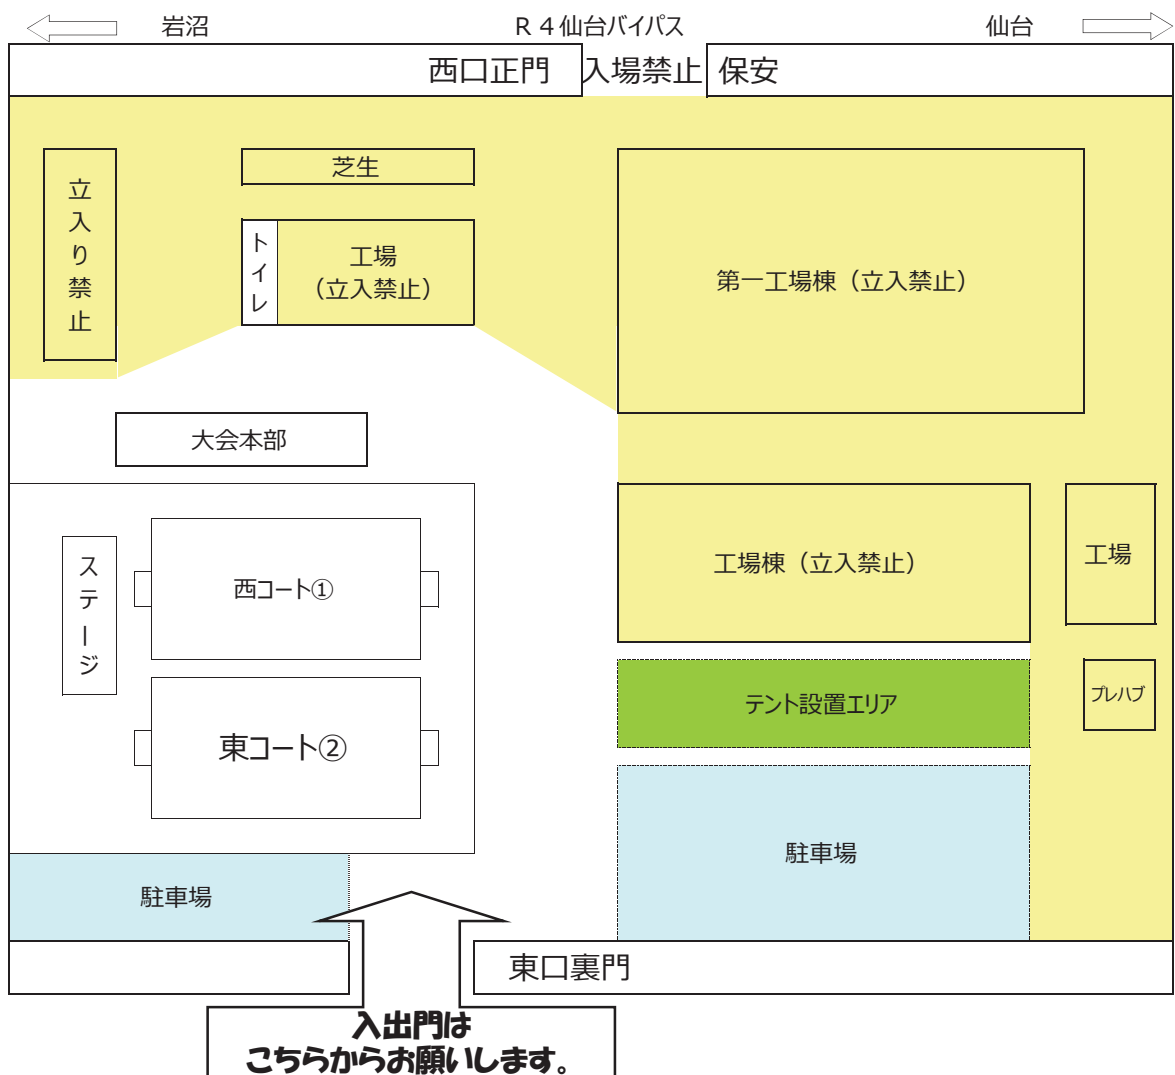 岩沼
R4仙台バイパス
仙台
西口正門
入場禁止
保安
立入り禁止
芝生
トイレ
工場
(立入禁止)
第一工場棟(立入禁止)
大会本部
ステージ
西コート①
工場棟(立入禁止)
工場
テント設置エリア
プレハブ
東コート②
駐車場
駐車場
東口裏門
入出門は
こちらからお願いします。